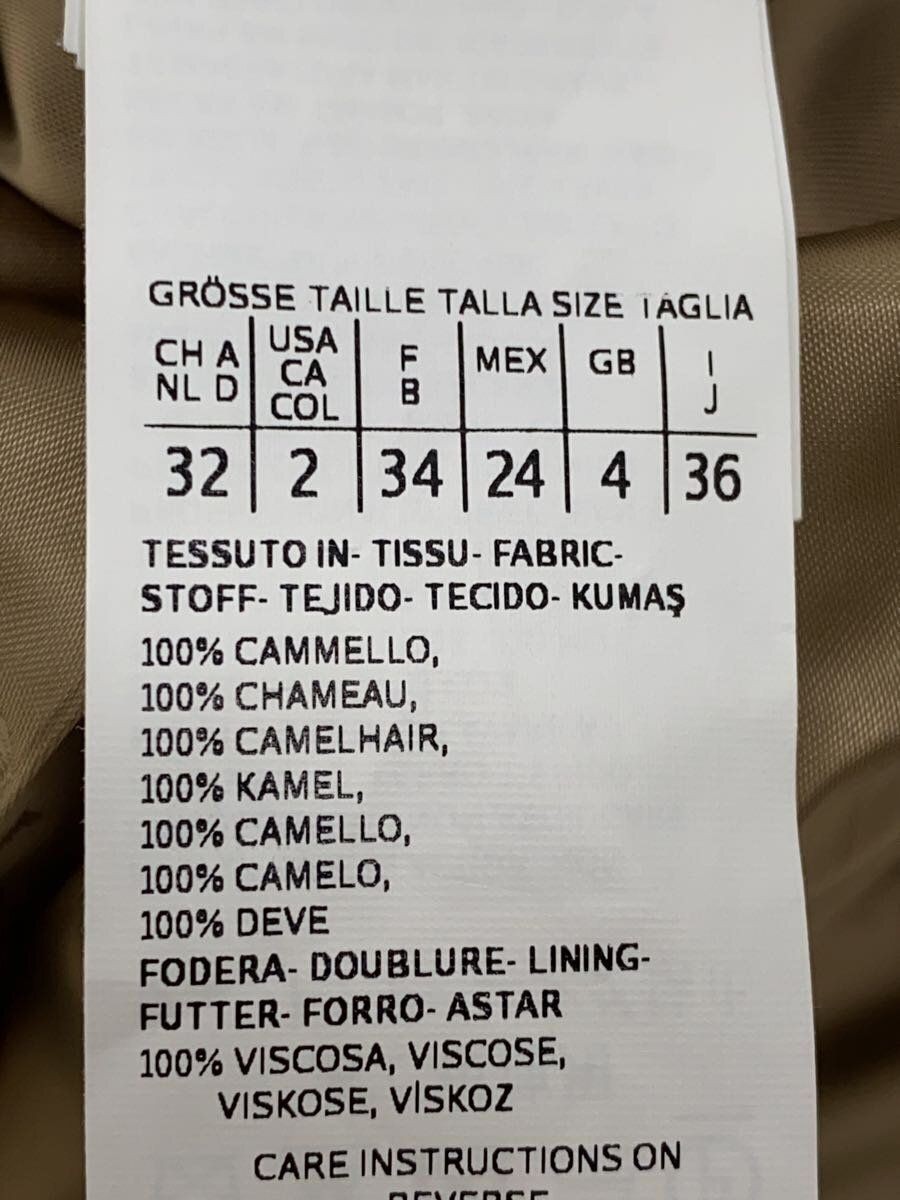 GRÖSSE TAILLE TALLA SIZE TAGLIA
CH A NL D | USA CA COL | F B | MEX | GB | I J
32 | 2 | 34 | 24 | 4 | 36
TESSUTO IN- TISSU- FABRIC-
STOFF- TEJIDO- TECIDO- KUMAŞ
100% CAMMELLO,
100% CHAMEAU,
100% CAMELHAIR,
100% KAMEL,
100% CAMELLO,
100% CAMELO,
100% DEVE
FODERA- DOUBLURE- LINING-
FUTTER- FORRO- ASTAR
100% VISCOSA, VISCOSE,
VISKOSE, VİSKOZ
CARE INSTRUCTIONS ON
REVERSE